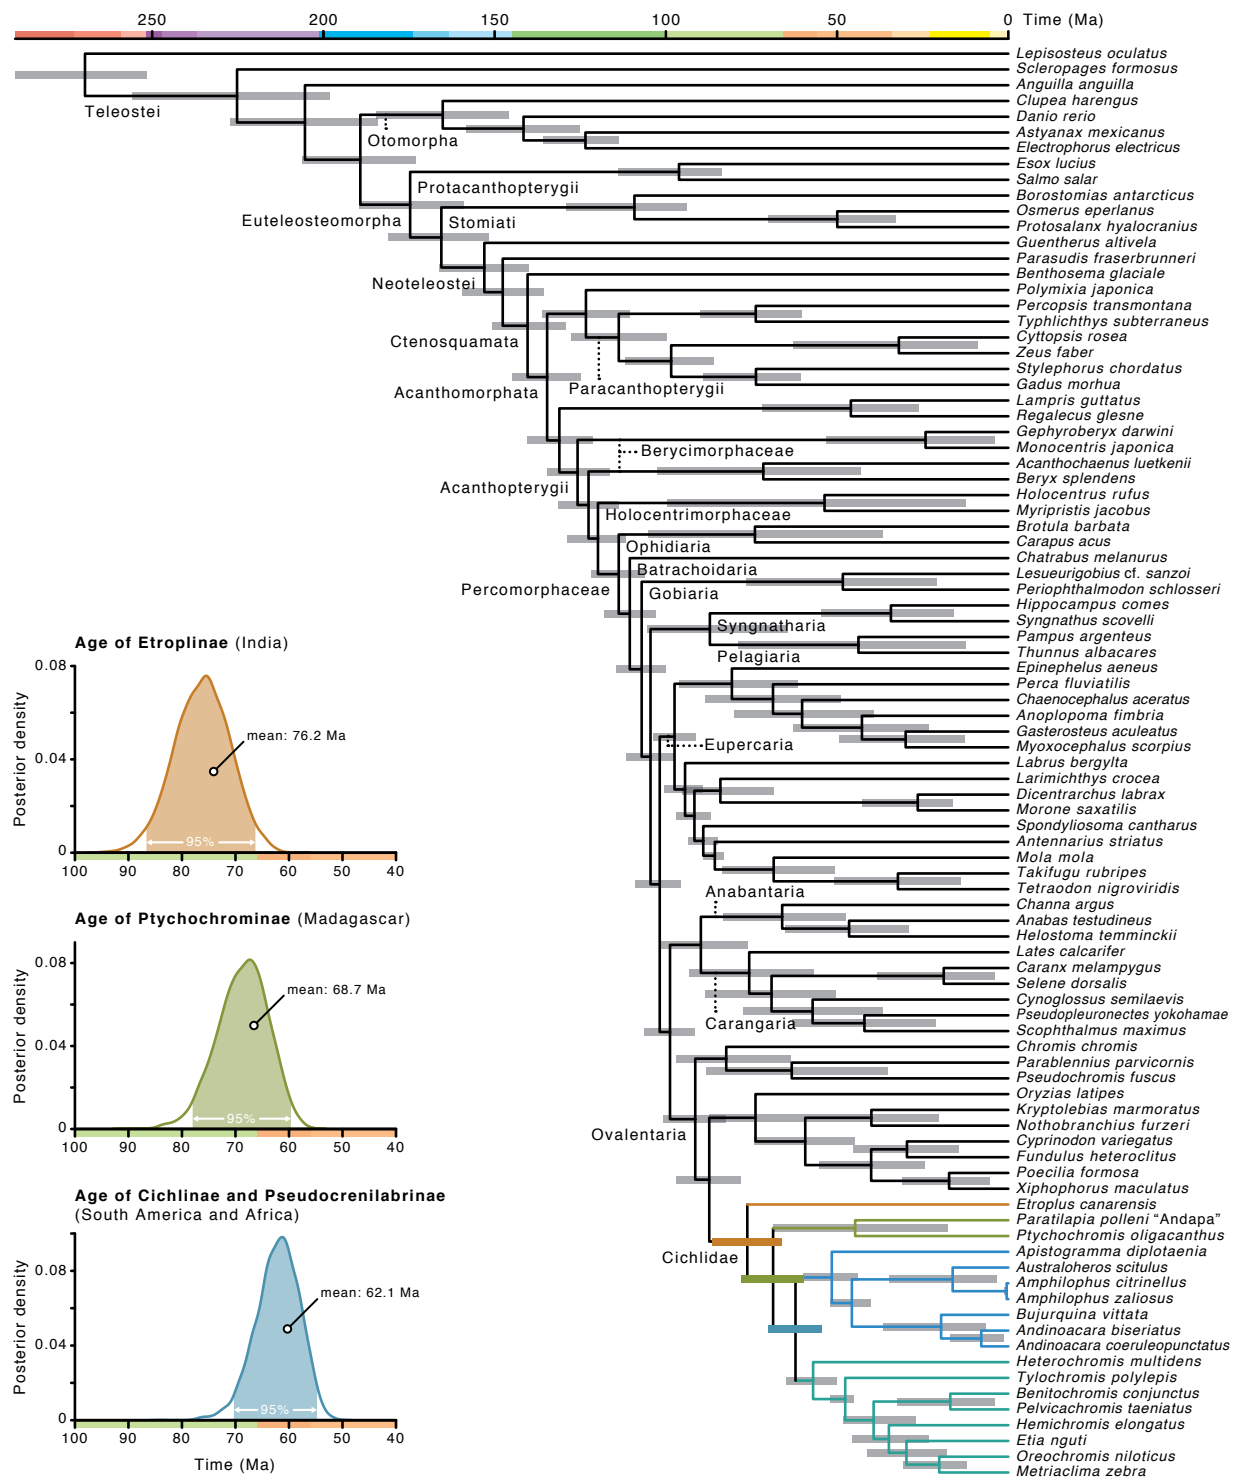 250 200 150 100 50 0 Time (Ma)
Lepisosteus oculatus
Scleropages formosus
Anguilla anguilla
Clupea harengus
Danio rerio
Astyanax mexicanus
Electrophorus electricus
Esox lucius
Salmo salar
Borostomias antarcticus
Osmerus eperlanus
Protosalanx hyalocranius
Guentherus altivela
Parasudis fraserbrunneri
Benthosema glaciale
Polymixia japonica
Percopsis transmontana
Typhlichthys subterraneus
Cyttopsis rosea
Zeus faber
Stylephorus chordatus
Gadus morhua
Lampris guttatus
Regalecus glesne
Gephyroberyx darwini
Monocentris japonica
Acanthochaenus luetkenii
Beryx splendens
Holocentrus rufus
Myripristis jacobus
Brotula barbata
Carapus acus
Chatrabus melanurus
Lesueurigobius cf. sanzoi
Periophthalmodon schlosseri
Hippocampus comes
Syngnathus scovelli
Pampus argenteus
Thunnus albacares
Epinephelus aeneus
Perca fluviatilis
Chaenocephalus aceratus
Anoplopoma fimbria
Gasterosteus aculeatus
Myoxocephalus scorpius
Labrus bergylta
Larimichthys crocea
Dicentrarchus labrax
Morone saxatilis
Spondyliosoma cantharus
Antennarius striatus
Mola mola
Takifugu rubripes
Tetraodon nigroviridis
Channa argus
Anabas testudineus
Helostoma temminckii
Lates calcarifer
Caranx melampygus
Selene dorsalis
Cynoglossus semilaevis
Pseudopleuronectes yokohamae
Scophthalmus maximus
Chromis chromis
Parablennius parvicornis
Pseudochromis fuscus
Oryzias latipes
Kryptolebias marmoratus
Nothobranchius furzeri
Cyprinodon variegatus
Fundulus heteroclitus
Poecilia formosa
Xiphophorus maculatus
Etroplus canarensis
Paratilapia polleni “Andapa”
Ptychochromis oligacanthus
Apistogramma diplotaenia
Australoheros scitulus
Amphilophus citrinellus
Amphilophus zaliosus
Bujurquina vittata
Andinoacara biseriatus
Andinoacara coeruleopunctatus
Heterochromis multidens
Tylochromis polylepis
Benitochromis conjunctus
Pelvicachromis taeniatus
Hemichromis elongatus
Etia nguti
Oreochromis niloticus
Metriaclima zebra
Teleostei
Otomorpha
Protacanthopterygii
Euteleosteomorpha
Stomiati
Neoteleostei
Ctenosquamata
Acanthomorphata
Paracanthopterygii
Berycimorphaceae
Acanthopterygii
Holocentrimorphaceae
Ophidiaria
Batrachoidaria
Percomorphaceae
Gobiaria
Syngnatharia
Pelagiaria
Eupercaria
Anabantaria
Carangaria
Ovalentaria
Cichlidae
Age of Etroplinae (India)
Posterior density
0.08
0.04
0
mean: 76.2 Ma
95%
100 90 80 70 60 50 40
Age of Ptychochrominae (Madagascar)
Posterior density
0.08
0.04
0
mean: 68.7 Ma
95%
100 90 80 70 60 50 40
Age of Cichlinae and Pseudocrenilabrinae
(South America and Africa)
Posterior density
0.08
0.04
0
mean: 62.1 Ma
95%
100 90 80 70 60 50 40
Time (Ma)